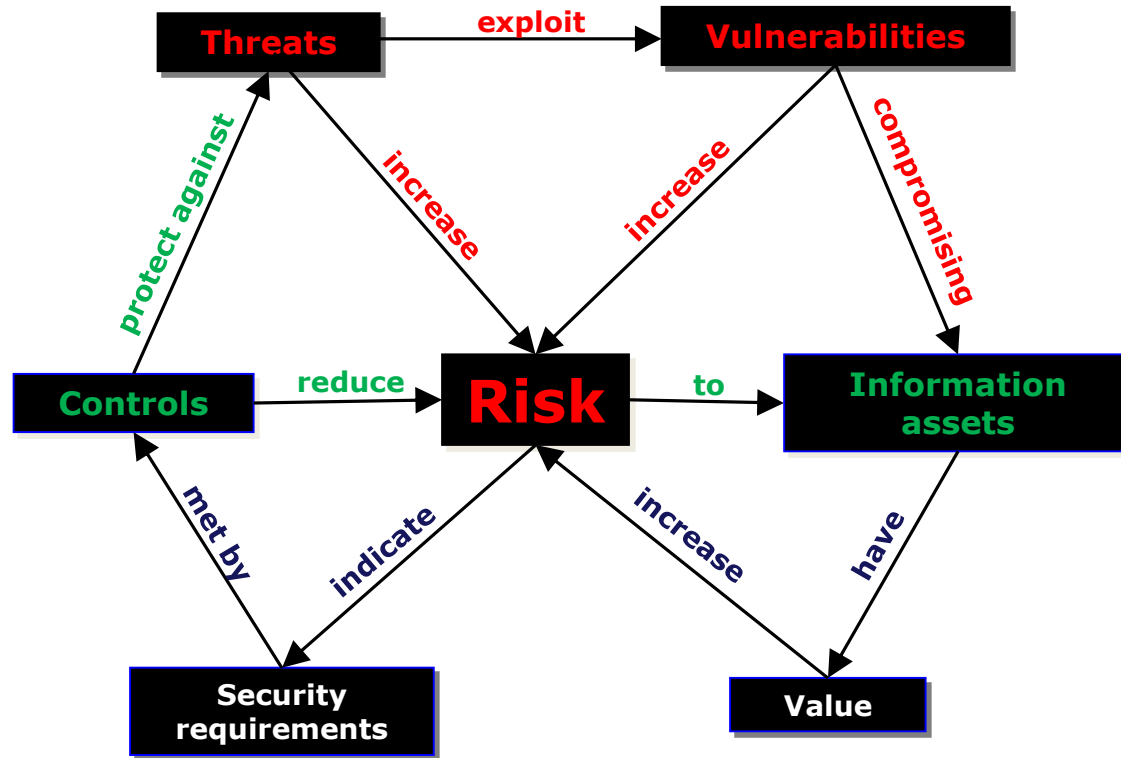 Threats
exploit
Vulnerabilities
protect against
increase
increase
compromising
Controls
reduce
Risk
to
Information
assets
met by
indicate
increase
have
Security
requirements
Value